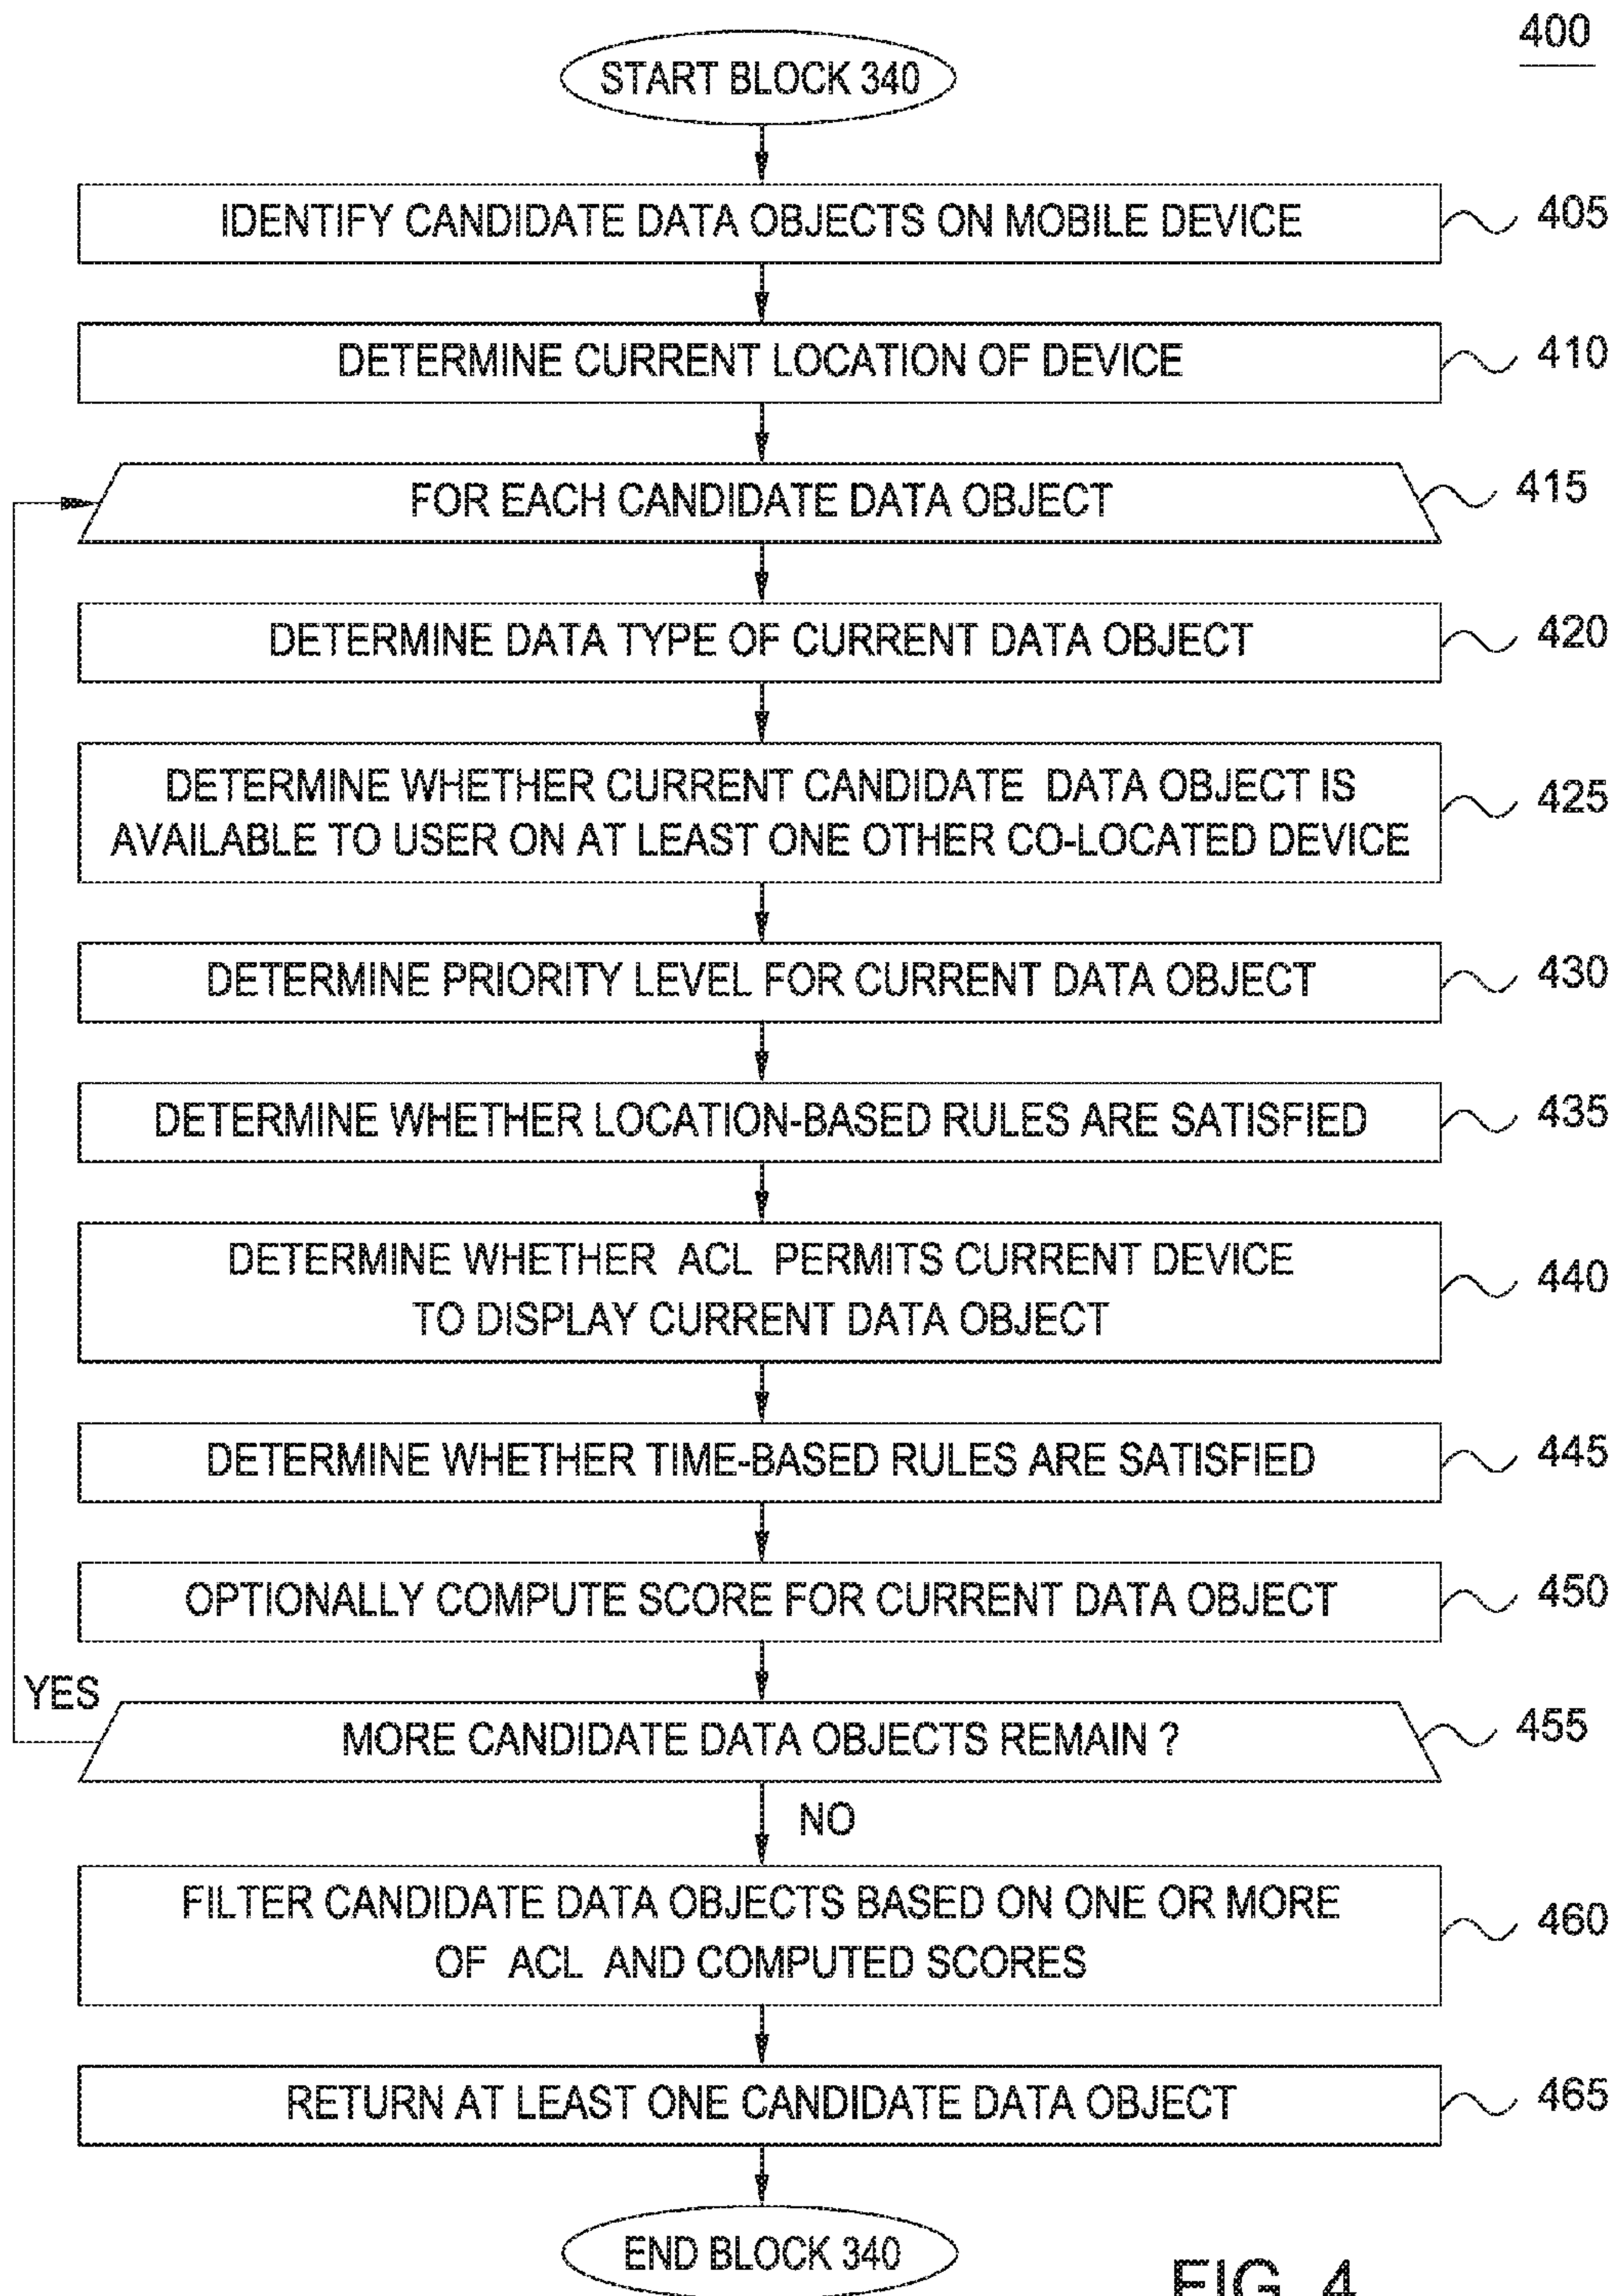 400
START BLOCK 340
IDENTIFY CANDIDATE DATA OBJECTS ON MOBILE DEVICE
405
DETERMINE CURRENT LOCATION OF DEVICE
410
FOR EACH CANDIDATE DATA OBJECT
415
DETERMINE DATA TYPE OF CURRENT DATA OBJECT
420
DETERMINE WHETHER CURRENT CANDIDATE DATA OBJECT IS
AVAILABLE TO USER ON AT LEAST ONE OTHER CO-LOCATED DEVICE
425
DETERMINE PRIORITY LEVEL FOR CURRENT DATA OBJECT
430
DETERMINE WHETHER LOCATION-BASED RULES ARE SATISFIED
435
DETERMINE WHETHER ACL PERMITS CURRENT DEVICE
TO DISPLAY CURRENT DATA OBJECT
440
DETERMINE WHETHER TIME-BASED RULES ARE SATISFIED
445
OPTIONALLY COMPUTE SCORE FOR CURRENT DATA OBJECT
450
YES
MORE CANDIDATE DATA OBJECTS REMAIN ?
455
NO
FILTER CANDIDATE DATA OBJECTS BASED ON ONE OR MORE
OF ACL AND COMPUTED SCORES
460
RETURN AT LEAST ONE CANDIDATE DATA OBJECT
465
END BLOCK 340
FIG. 4